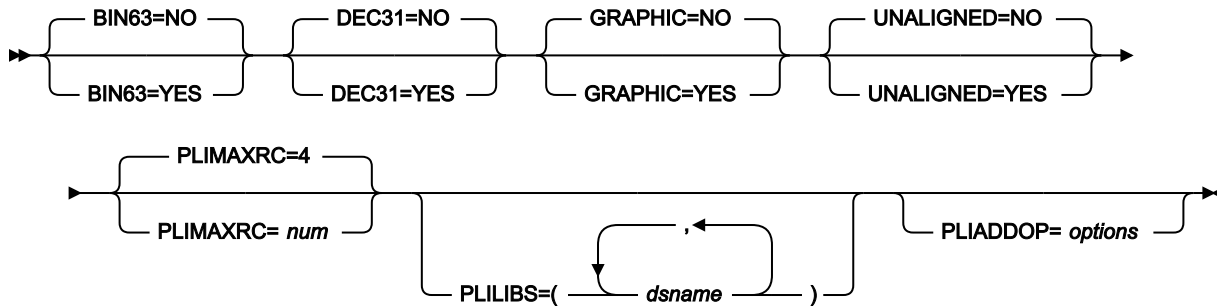 BIN63=NO DEC31=NO GRAPHIC=NO UNALIGNED=NO
BIN63=YES DEC31=YES GRAPHIC=YES UNALIGNED=YES
PLIMAXRC=4
PLIMAXRC= num
,
PLIADDOP= options
PLILIBS=( dsname )